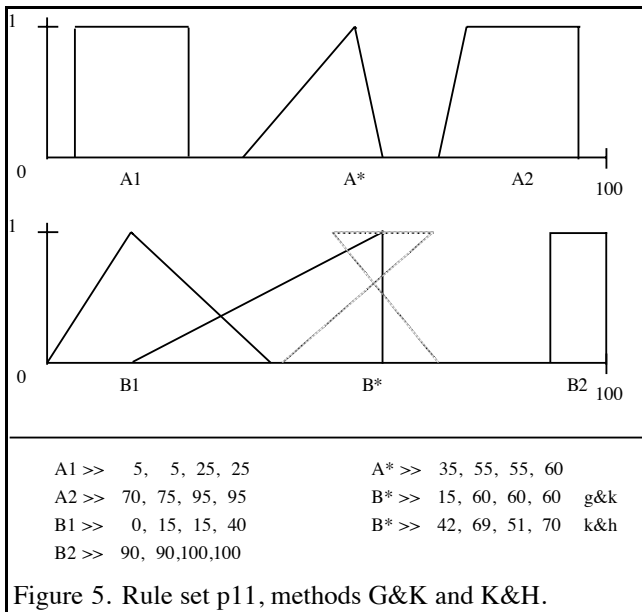 1
0
A1 A* A2
100
1
0
B1 B* B2
100
A1 >> 5, 5, 25, 25 A* >> 35, 55, 55, 60
A2 >> 70, 75, 95, 95 B* >> 15, 60, 60, 60 g&k
B1 >> 0, 15, 15, 40 B* >> 42, 69, 51, 70 k&h
B2 >> 90, 90,100,100
Figure 5. Rule set p11, methods G&K and K&H.